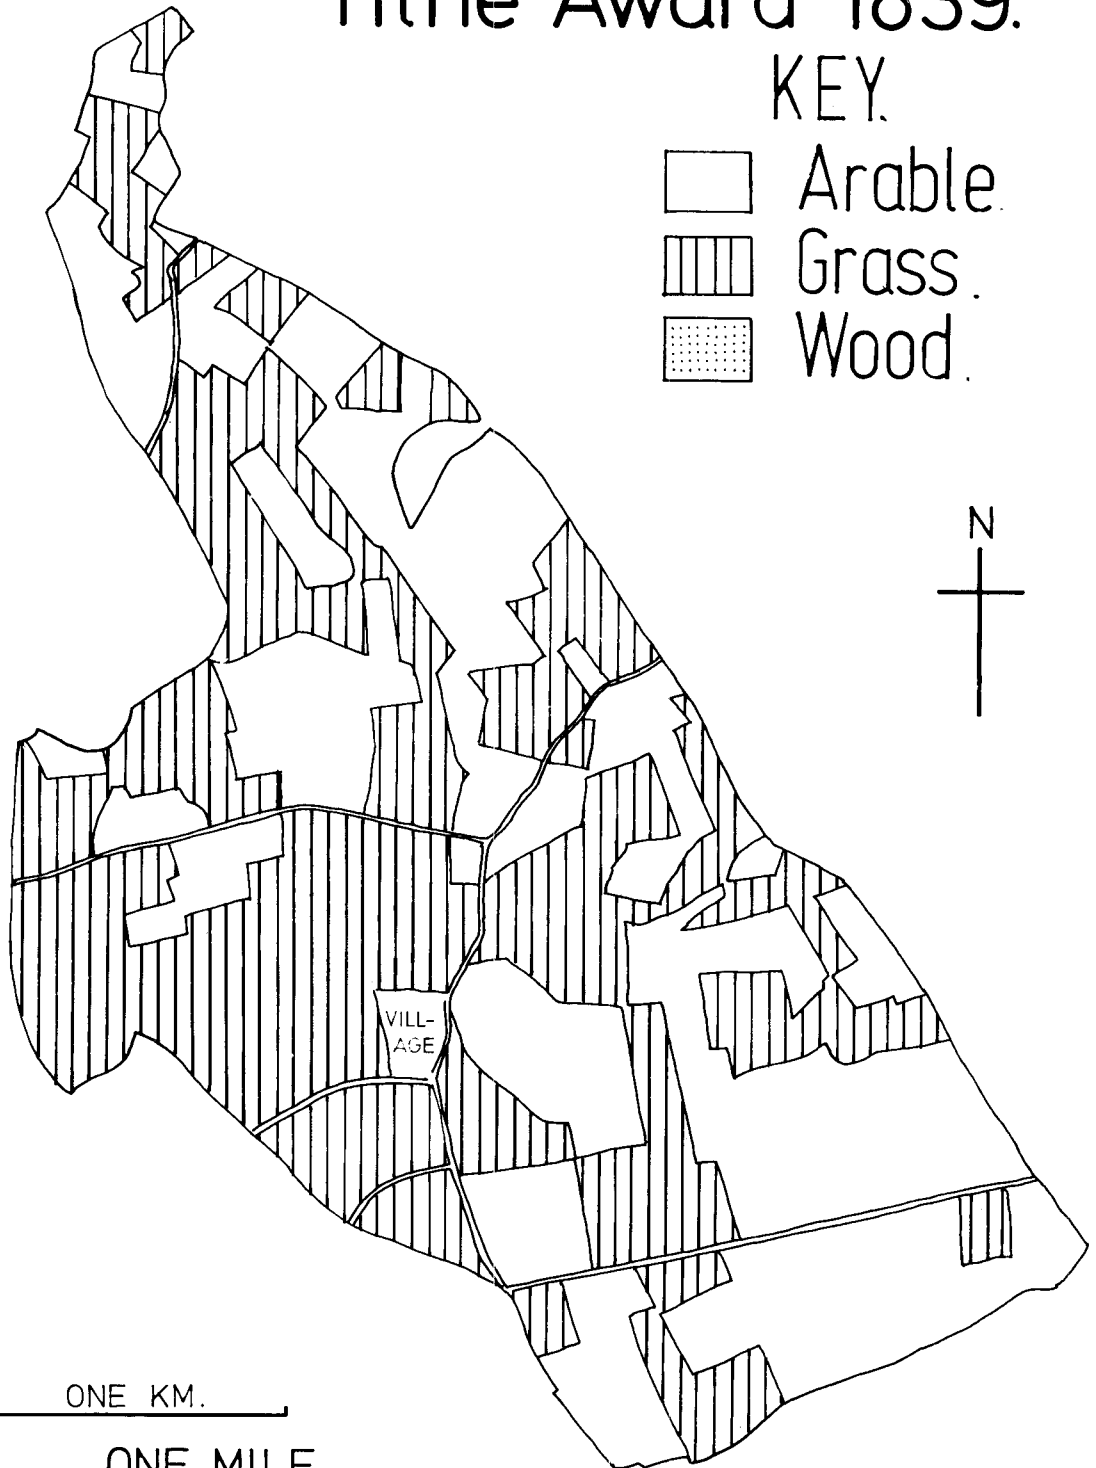 Tithe Award 1839.
KEY.
Arable.
Grass.
Wood.
N
VILL-
AGE
ONE KM.
ONE MILE